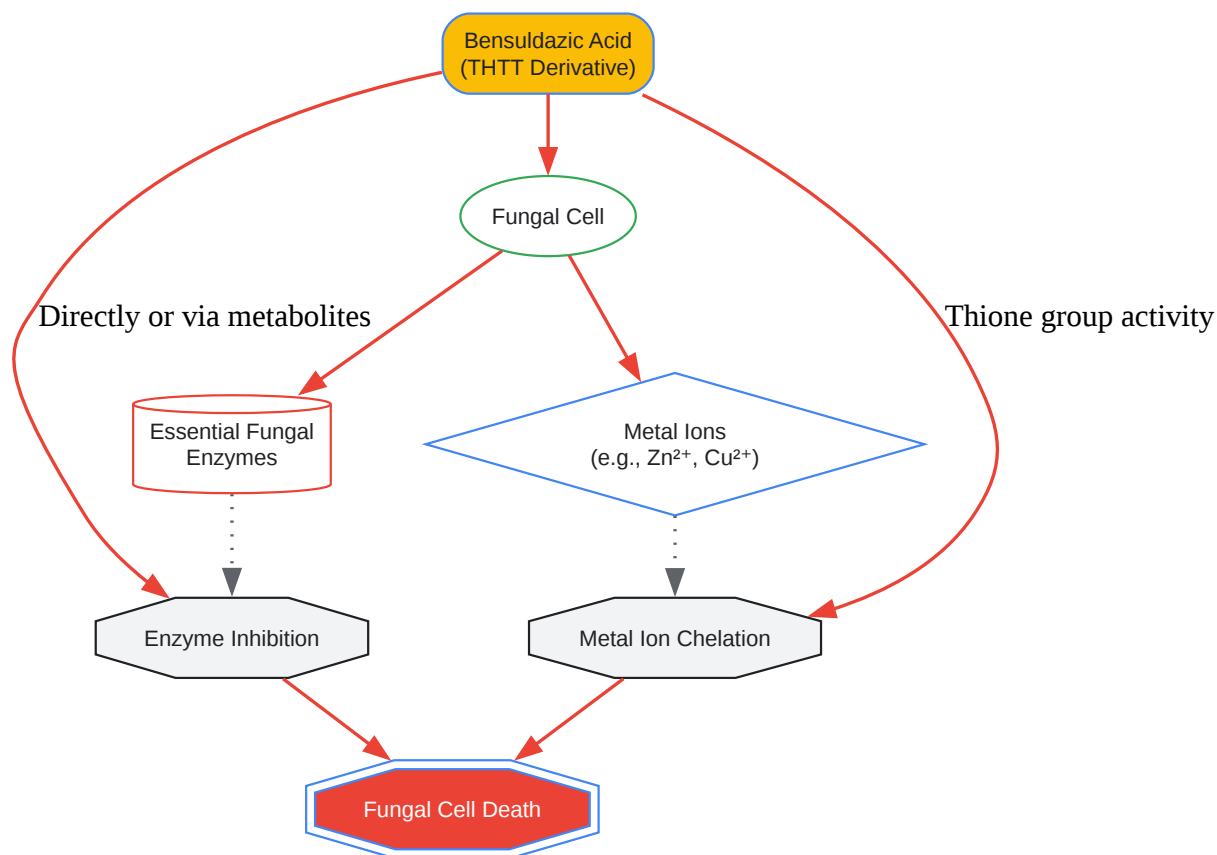 Bensuldazic Acid
(THTT Derivative)
Fungal Cell
Directly or via metabolites
Thione group activity
Essential Fungal
Enzymes
Metal Ions
(e.g., Zn²⁺, Cu²⁺)
Enzyme Inhibition
Metal Ion Chelation
Fungal Cell Death